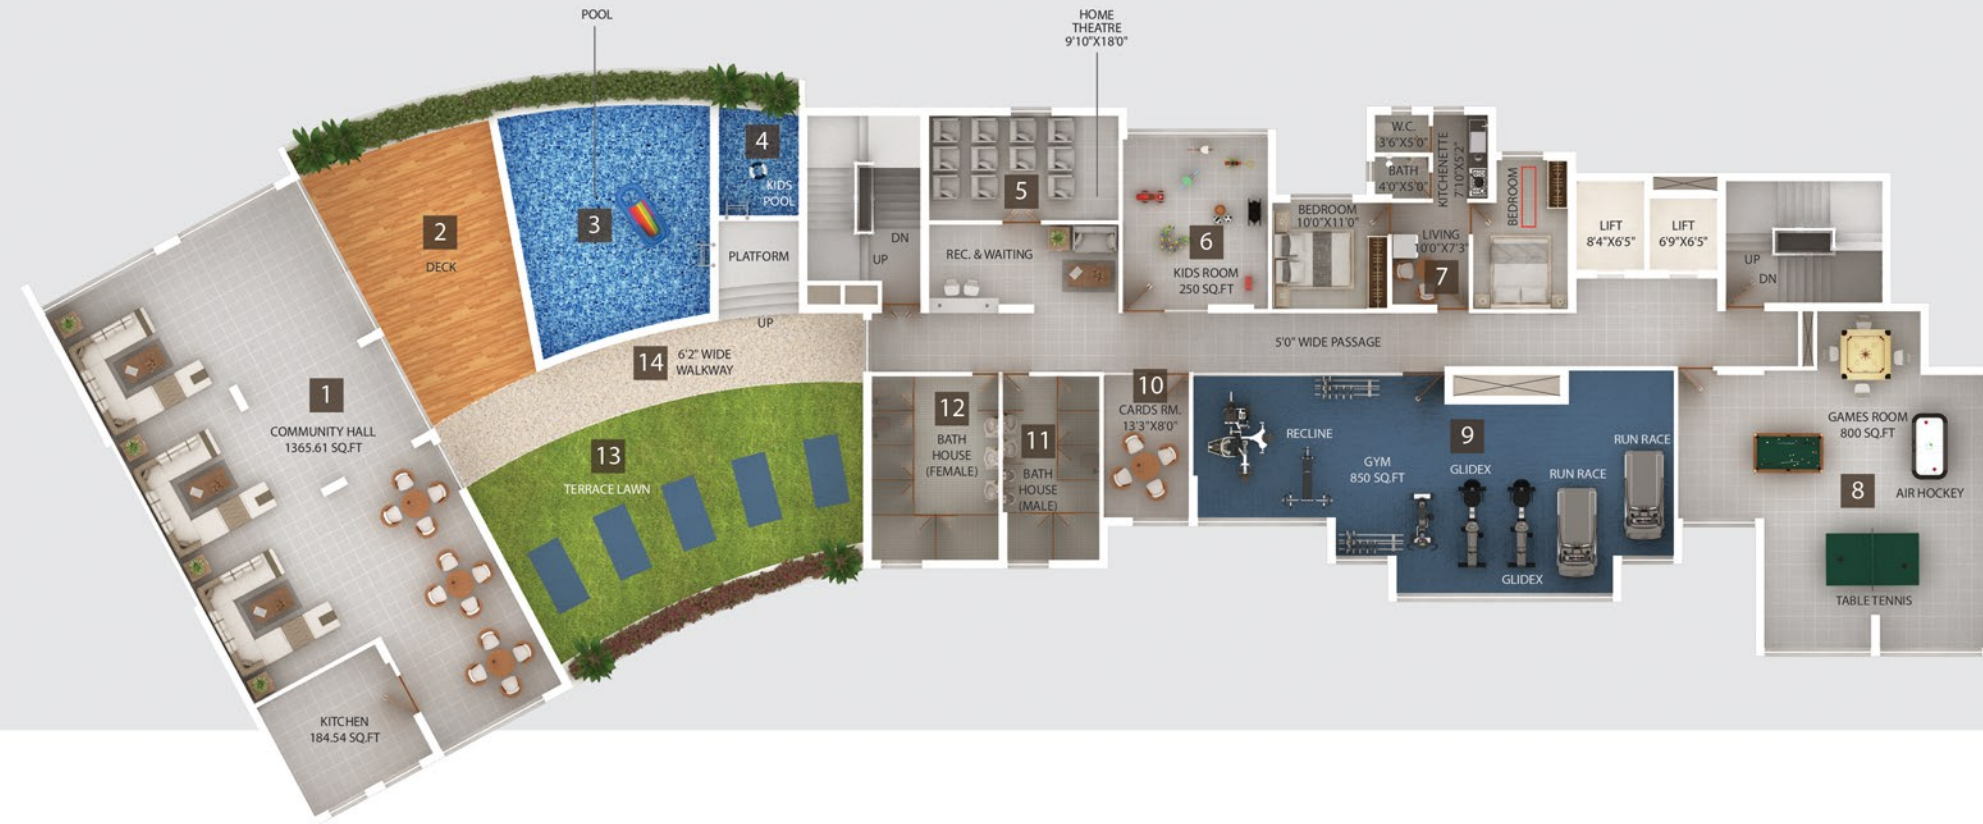 POOL
HOME
THEATRE
9'10"X18'0"
1
COMMUNITY HALL
1365.61 SQ.FT
KITCHEN
184.54 SQ.FT
2
DECK
3
4
KIDS
POOL
PLATFORM
UP
14
6'2" WIDE
WALKWAY
13
TERRACE LAWN
DN
UP
5
REC. & WAITING
6
KIDS ROOM
250 SQ.FT
BEDROOM
10'0"X11'0"
W.C.
3'6"X5'0"
BATH
4'0"X5'0"
KITCHENETTE
7'10"X5'2"
LIVING
10'0"X7'3"
7
BEDROOM
LIFT
8'4"X6'5"
LIFT
6'9"X6'5"
UP
DN
5'0" WIDE PASSAGE
12
BATH
HOUSE
(FEMALE)
11
BATH
HOUSE
(MALE)
10
CARDS RM.
13'3"X8'0"
RECLINE
GYM
850 SQ.FT
9
GLIDEX
GLIDEX
RUN RACE
RUN RACE
GAMES ROOM
800 SQ.FT
8
AIR HOCKEY
TABLE TENNIS